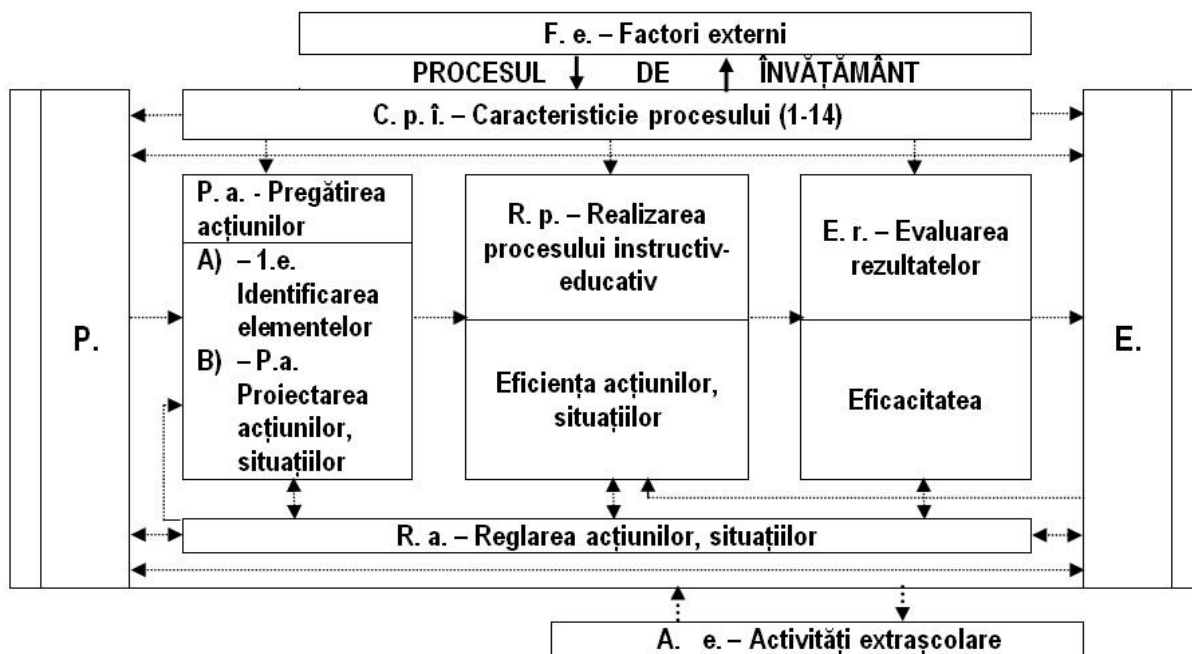 F. e. – Factori externi
PROCESUL DE ÎNVĂȚĂMÂNT
C. p. î. – Caracteristicie procesului (1-14)
P.
P. a. - Pregătirea
acțiunilor
A) – 1.e.
Identificarea
elementelor
B) – P.a.
Proiectarea
acțiunilor,
situațiilor
R. p. – Realizarea
procesului instructiv-
educativ
Eficiența acțiunilor,
situațiilor
E. r. – Evaluarea
rezultatelor
Eficacitatea
E.
R. a. – Reglarea acțiunilor, situațiilor
A. e. – Activități extrașcolare